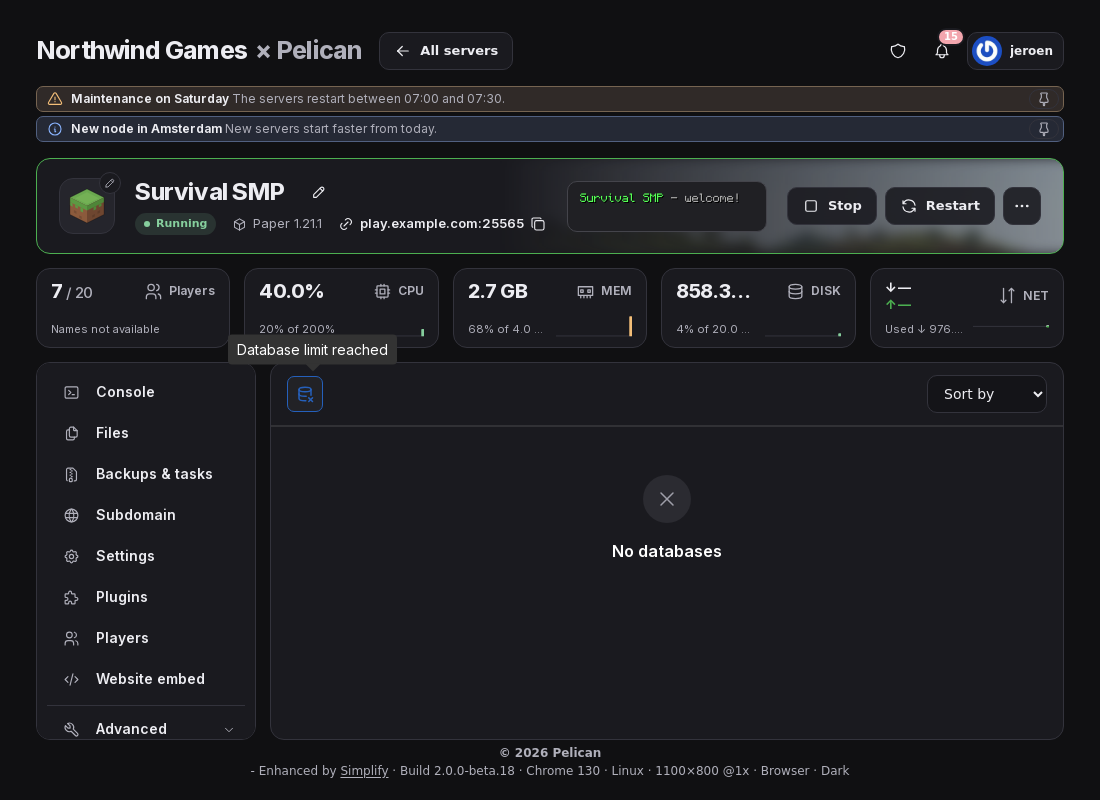 Northwind Games × Pelican
All servers
15
jeroen
Maintenance on Saturday The servers restart between 07:00 and 07:30.
New node in Amsterdam New servers start faster from today.
Survival SMP
Running
Paper 1.21.1
play.example.com:25565
Survival SMP - welcome!
Stop
Restart
7 / 20
Players
Names not available
40.0%
CPU
20% of 200%
2.7 GB
MEM
68% of 4.0 ...
858.3...
DISK
4% of 20.0 ...
↓—
↑—
NET
Used ↓ 976....
Database limit reached
Console
Files
Backups & tasks
Subdomain
Settings
Plugins
Players
Website embed
Advanced
Sort by
No databases
© 2026 Pelican
- Enhanced by Simplify · Build 2.0.0-beta.18 · Chrome 130 · Linux · 1100×800 @1x · Browser · Dark